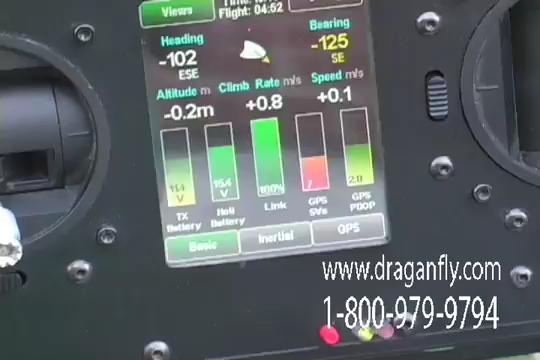 Views
Flight: 04:52
Heading
-102
ESE
Bearing
-125
SE
Altitude m
-0.2m
Climb Rate m/s
+0.8
Speed m/s
+0.1
11.4 V
15.4 V
100%
7
2.0
TX Battery
Heli Battery
Link
GPS SVs
GPS PDOP
Basic
Inertial
GPS
www.draganfly.com
1-800-979-9794